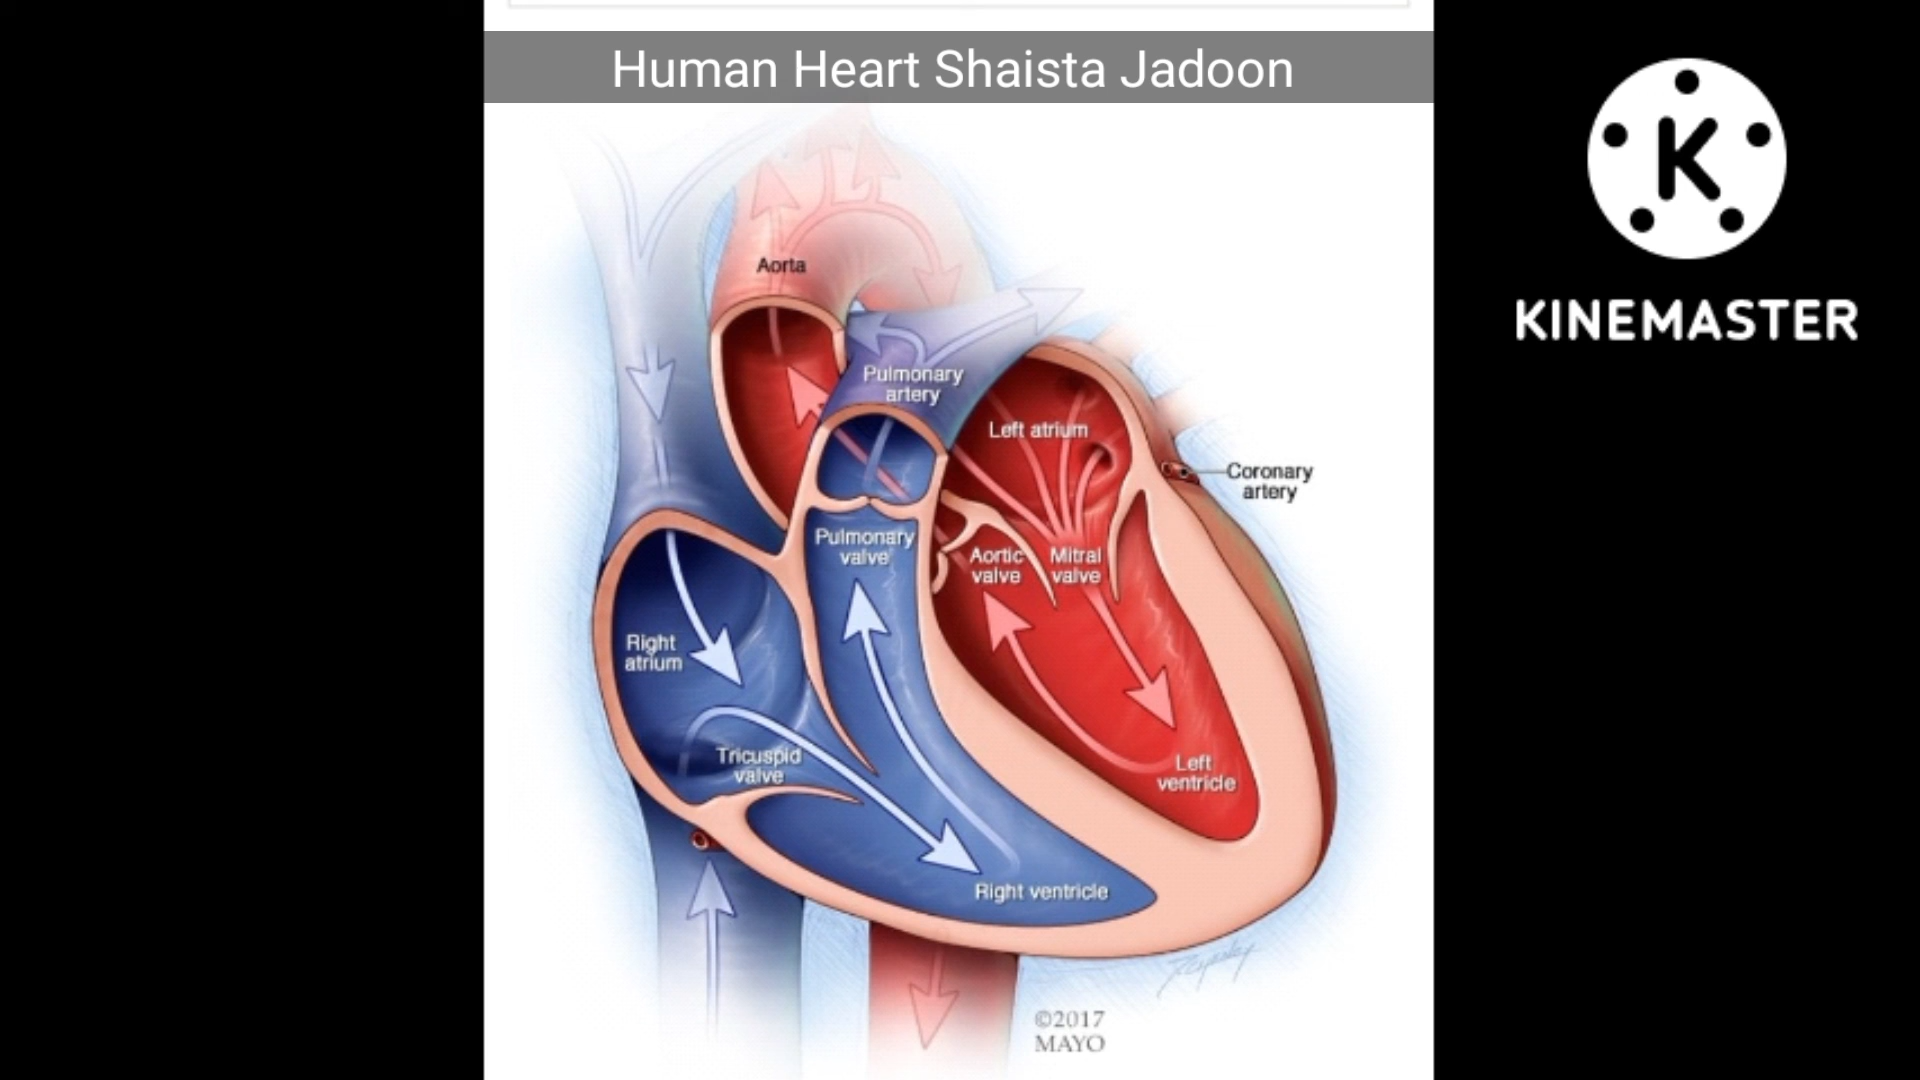 Human Heart Shaista Jadoon
K
KINEMASTER
Aorta
Pulmonary
artery
Left atrium
Coronary
artery
Pulmonary
valve
Aortic
valve
Mitral
valve
Right
atrium
Tricuspid
valve
Left
ventricle
Right ventricle
©2017
MAYO